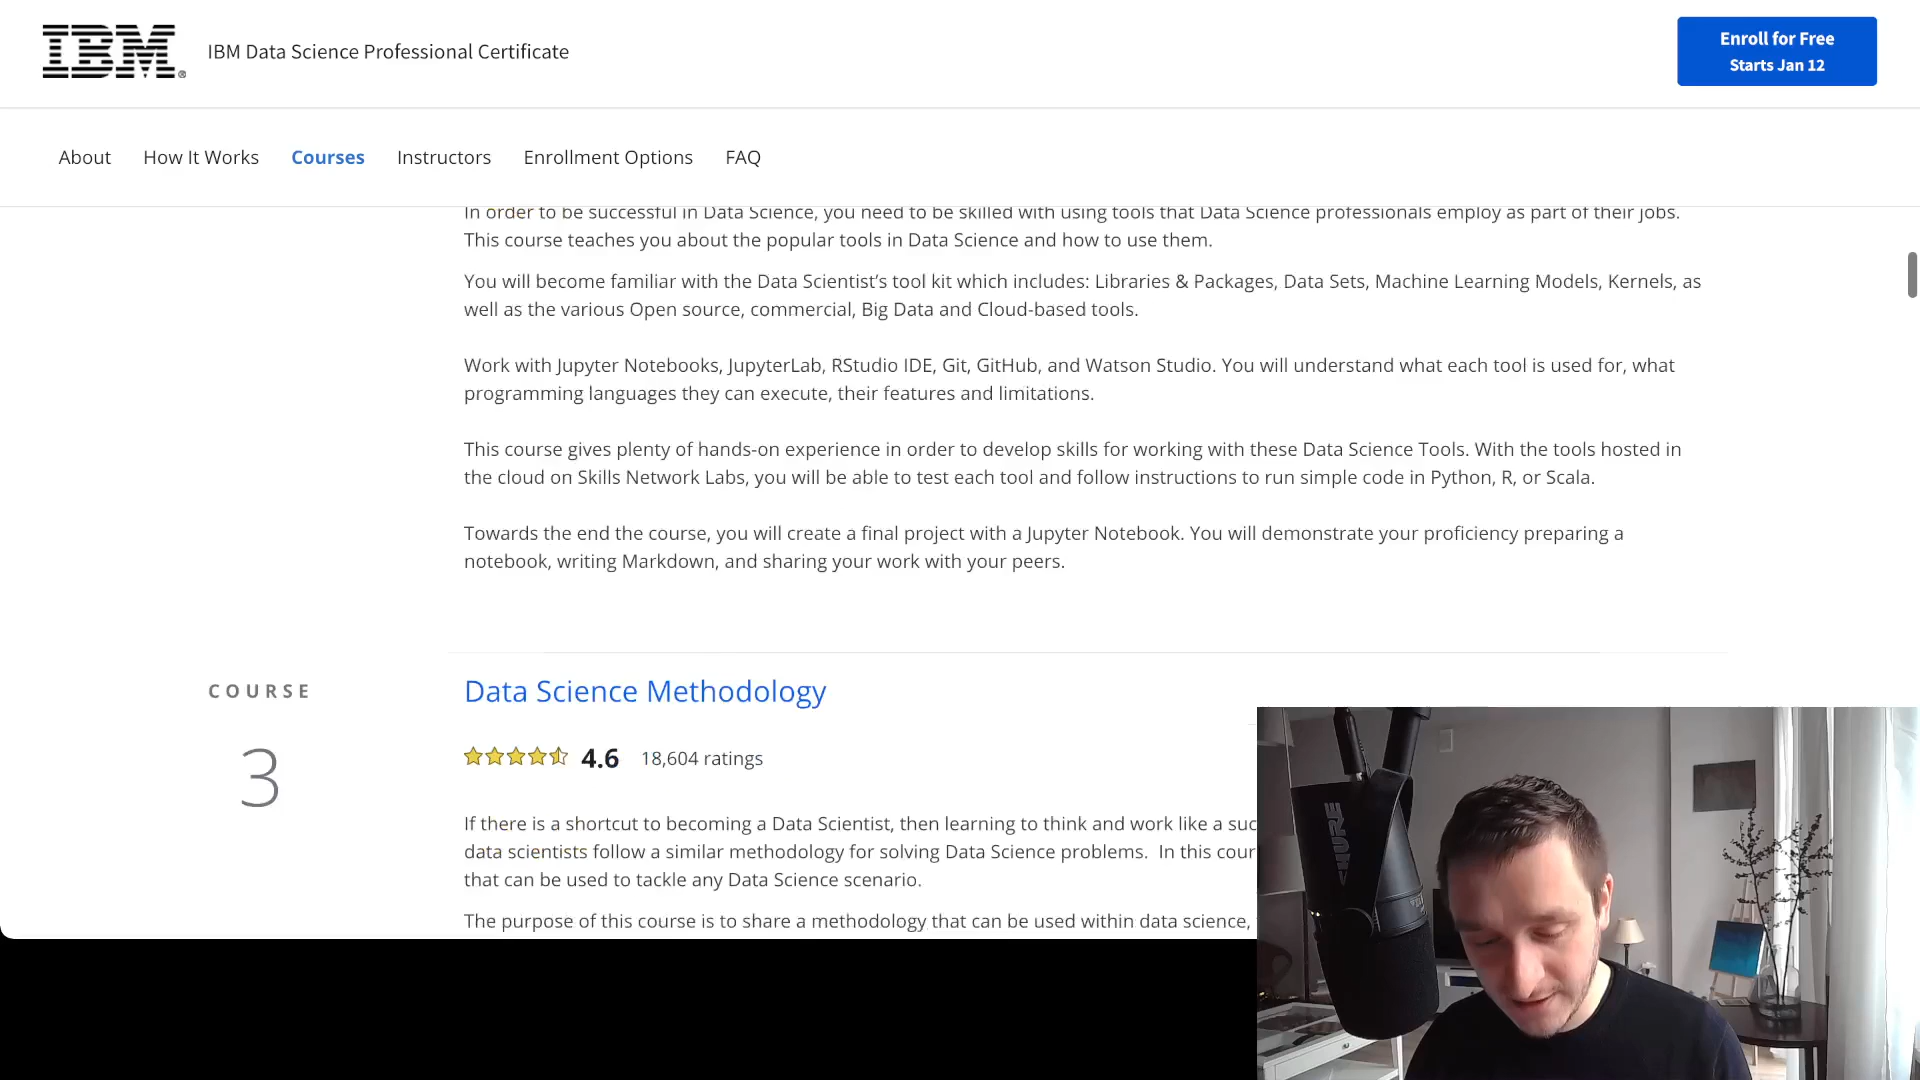 IBM®
IBM Data Science Professional Certificate
Enroll for Free
Starts Jan 12
About How It Works Courses Instructors Enrollment Options FAQ
In order to be successful in Data Science, you need to be skilled with using tools that Data Science professionals employ as part of their jobs.
This course teaches you about the popular tools in Data Science and how to use them.
You will become familiar with the Data Scientist’s tool kit which includes: Libraries & Packages, Data Sets, Machine Learning Models, Kernels, as
well as the various Open source, commercial, Big Data and Cloud-based tools.
Work with Jupyter Notebooks, JupyterLab, RStudio IDE, Git, GitHub, and Watson Studio. You will understand what each tool is used for, what
programming languages they can execute, their features and limitations.
This course gives plenty of hands-on experience in order to develop skills for working with these Data Science Tools. With the tools hosted in
the cloud on Skills Network Labs, you will be able to test each tool and follow instructions to run simple code in Python, R, or Scala.
Towards the end the course, you will create a final project with a Jupyter Notebook. You will demonstrate your proficiency preparing a
notebook, writing Markdown, and sharing your work with your peers.
COURSE
3
Data Science Methodology
4.6 18,604 ratings
If there is a shortcut to becoming a Data Scientist, then learning to think and work like a suc
data scientists follow a similar methodology for solving Data Science problems. In this cour
that can be used to tackle any Data Science scenario.
The purpose of this course is to share a methodology that can be used within data science,
SHURE